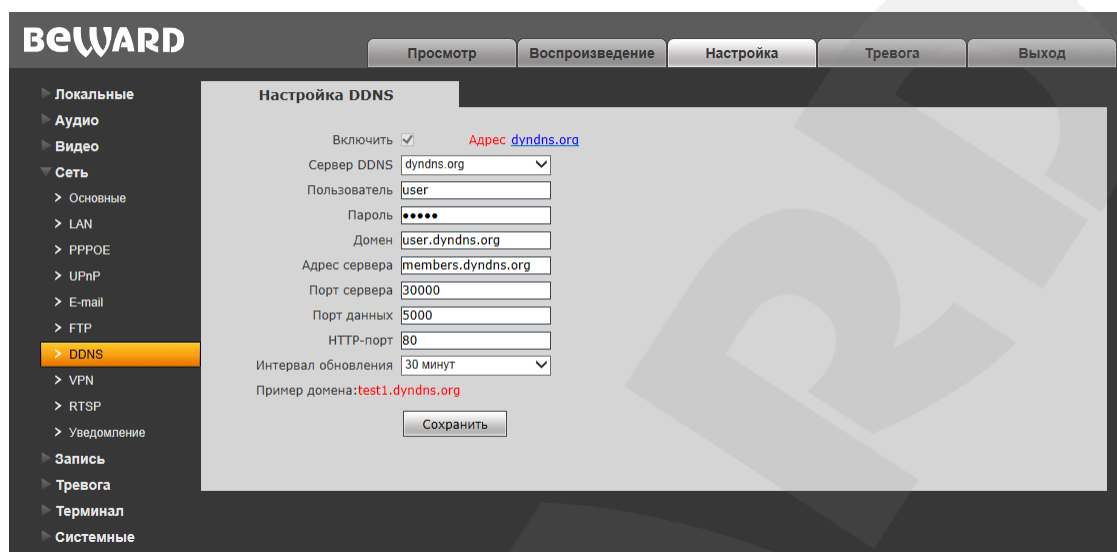 BEWARD
Просмотр Воспроизведение Настройка Тревога Выход
Локальные
Аудио
Видео
Сеть
Основные
LAN
PPPOE
UPnP
E-mail
FTP
DDNS
VPN
RTSP
Уведомление
Запись
Тревога
Терминал
Системные
Настройка DDNS
Включить Адрес dyndns.org
Сервер DDNS dyndns.org
Пользователь user
Пароль •••••
Домен user.dyndns.org
Адрес сервера members.dyndns.org
Порт сервера 30000
Порт данных 5000
HTTP-порт 80
Интервал обновления 30 минут
Пример домена:test1.dyndns.org
Сохранить